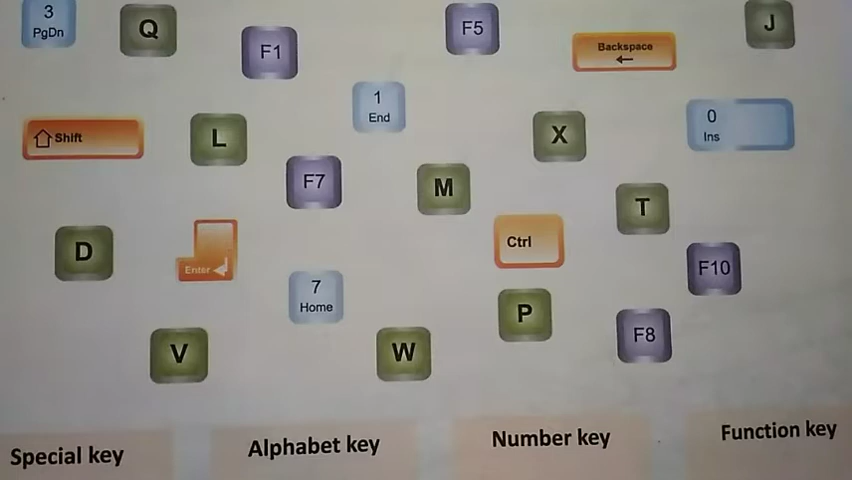 3
PgDn
Q
F1
F5
Backspace
←
J
Shift
L
1
End
X
0
Ins
F7
M
T
D
Enter
Ctrl
F10
7
Home
P
F8
V
W
Special key
Alphabet key
Number key
Function key